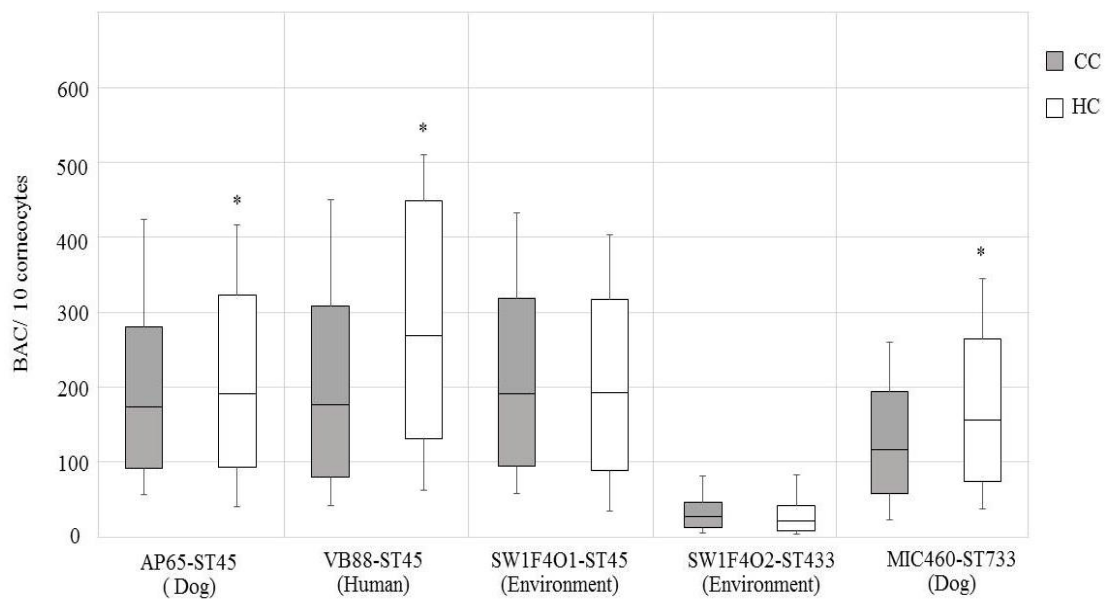 CC
HC
600
500
400
300
200
100
0
BAC/ 10 corneocytes
*
*
*
AP65-ST45
( Dog)
VB88-ST45
(Human)
SW1F4O1-ST45
(Environment)
SW1F4O2-ST433
(Environment)
MIC460-ST733
(Dog)